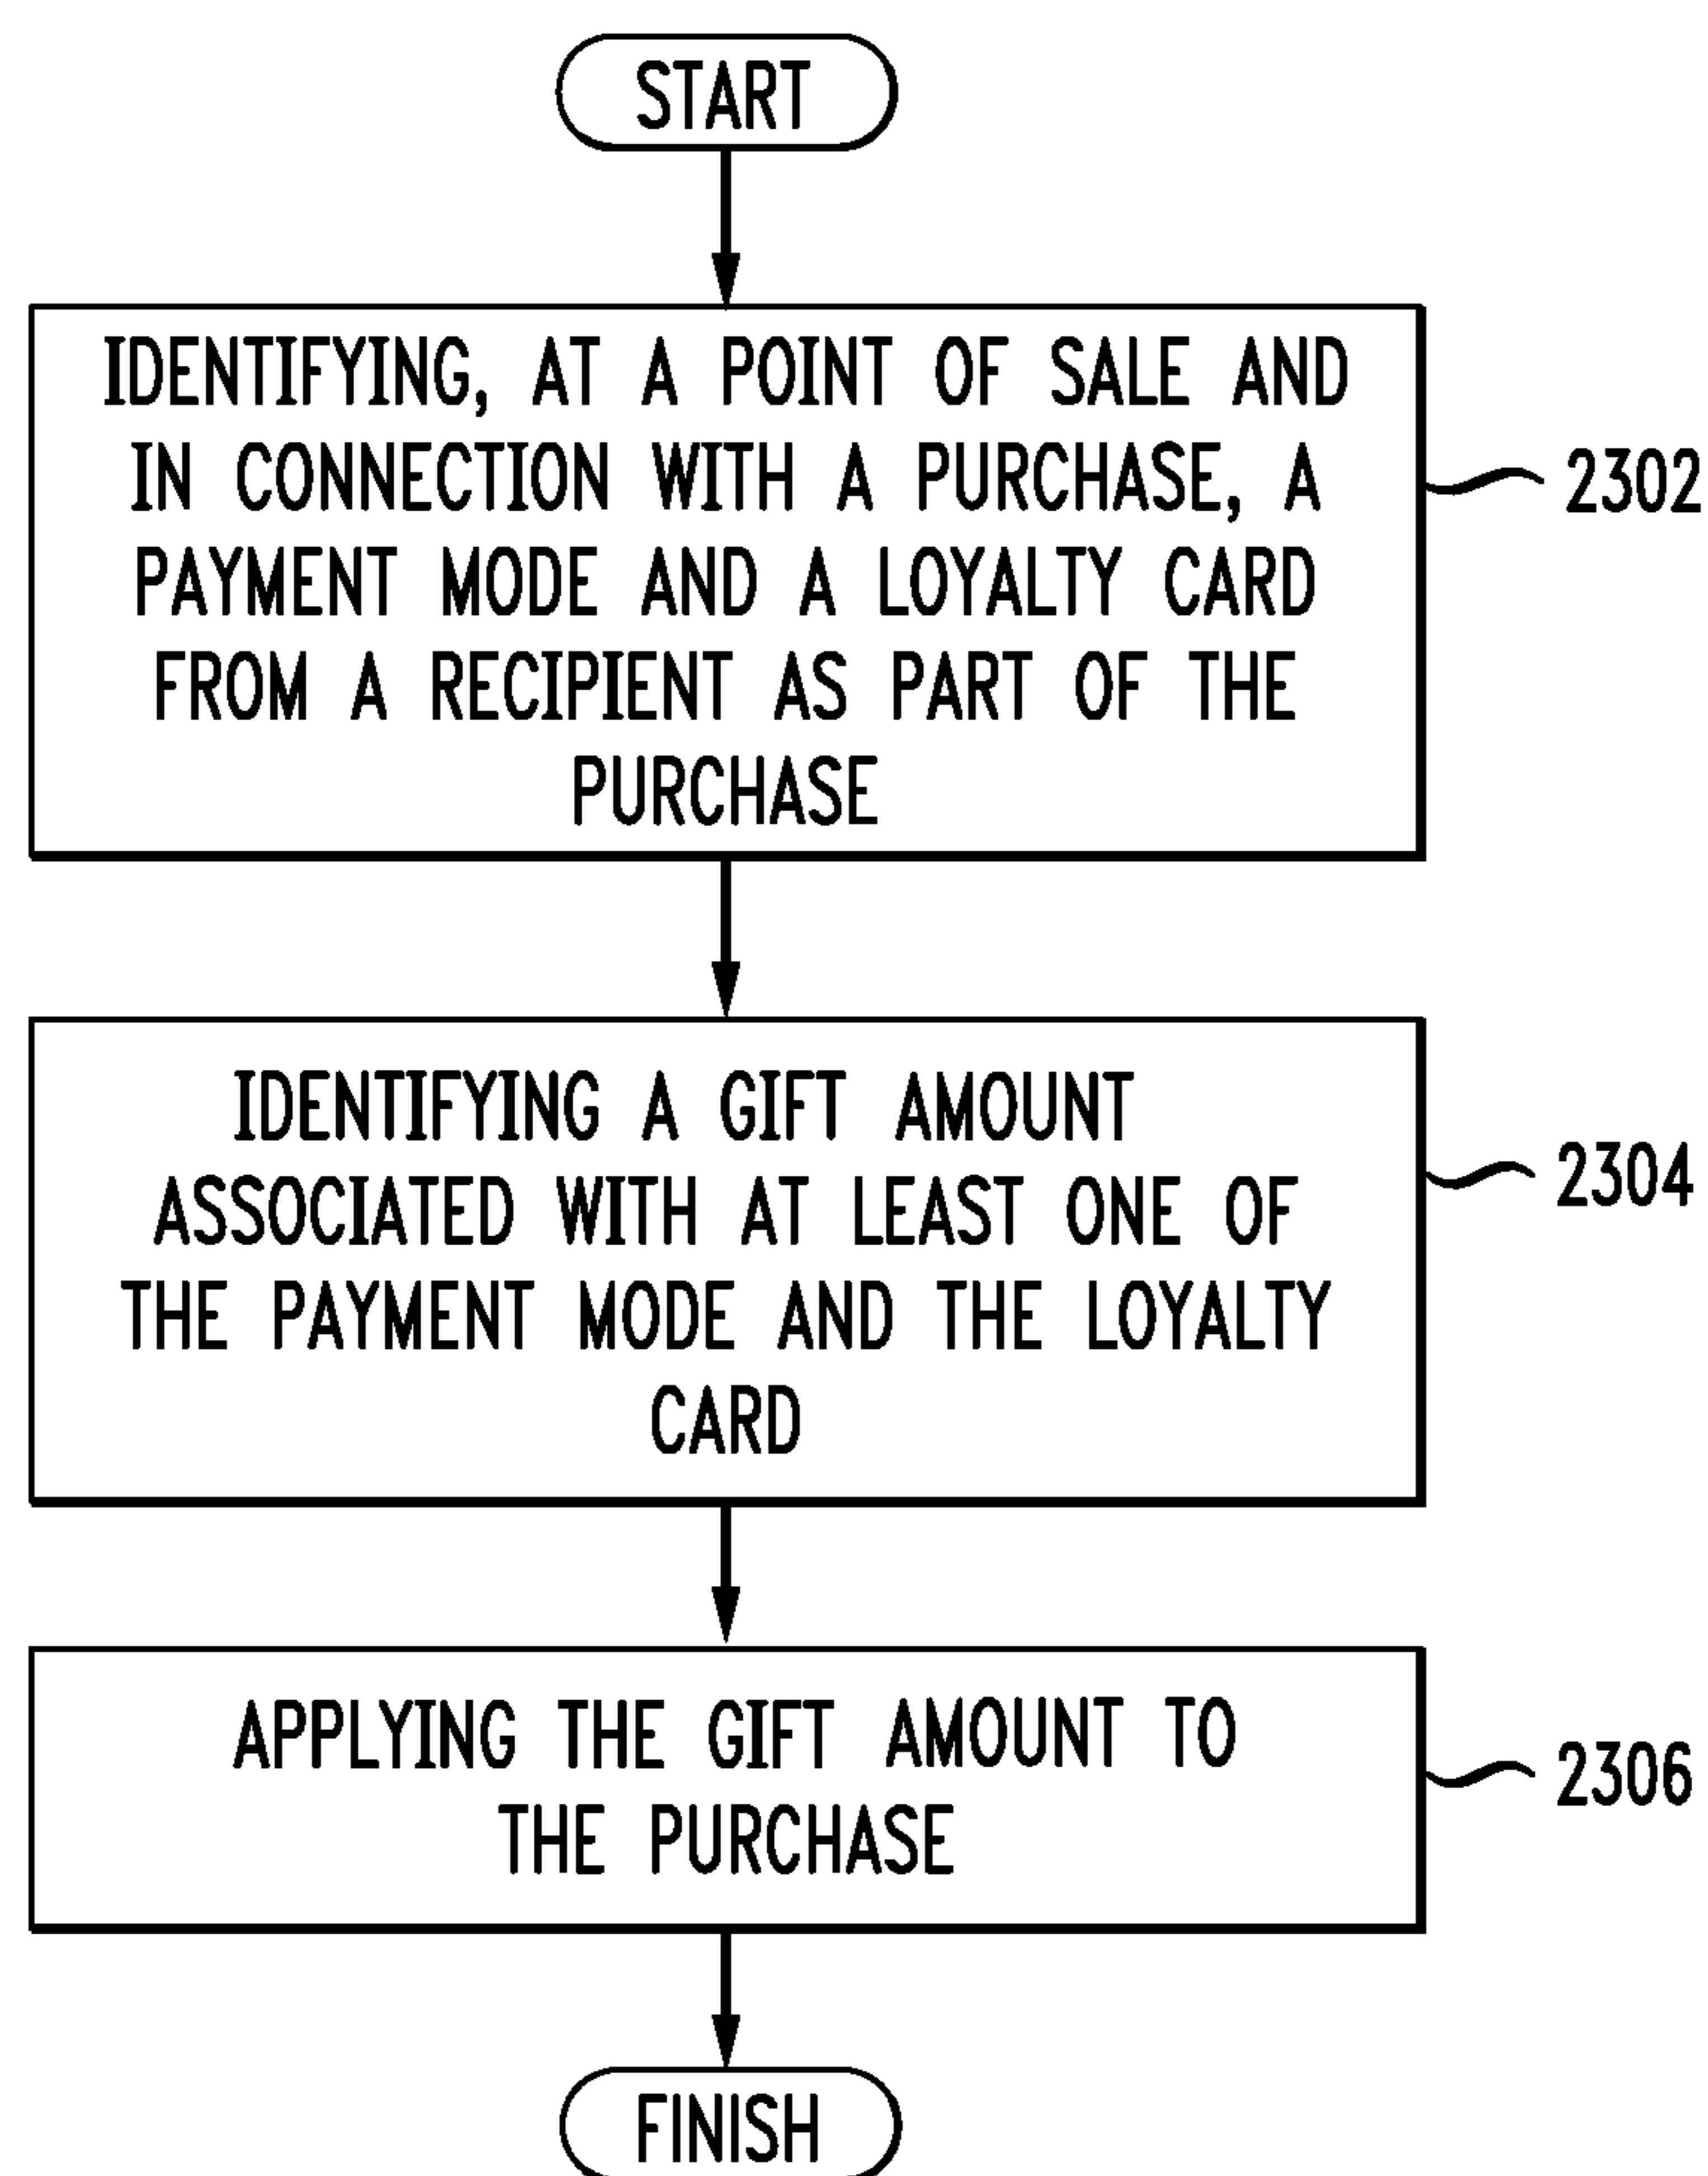 START
IDENTIFYING, AT A POINT OF SALE AND
IN CONNECTION WITH A PURCHASE, A
PAYMENT MODE AND A LOYALTY CARD
FROM A RECIPIENT AS PART OF THE
PURCHASE
2302
IDENTIFYING A GIFT AMOUNT
ASSOCIATED WITH AT LEAST ONE OF
THE PAYMENT MODE AND THE LOYALTY
CARD
2304
APPLYING THE GIFT AMOUNT TO
THE PURCHASE
2306
FINISH